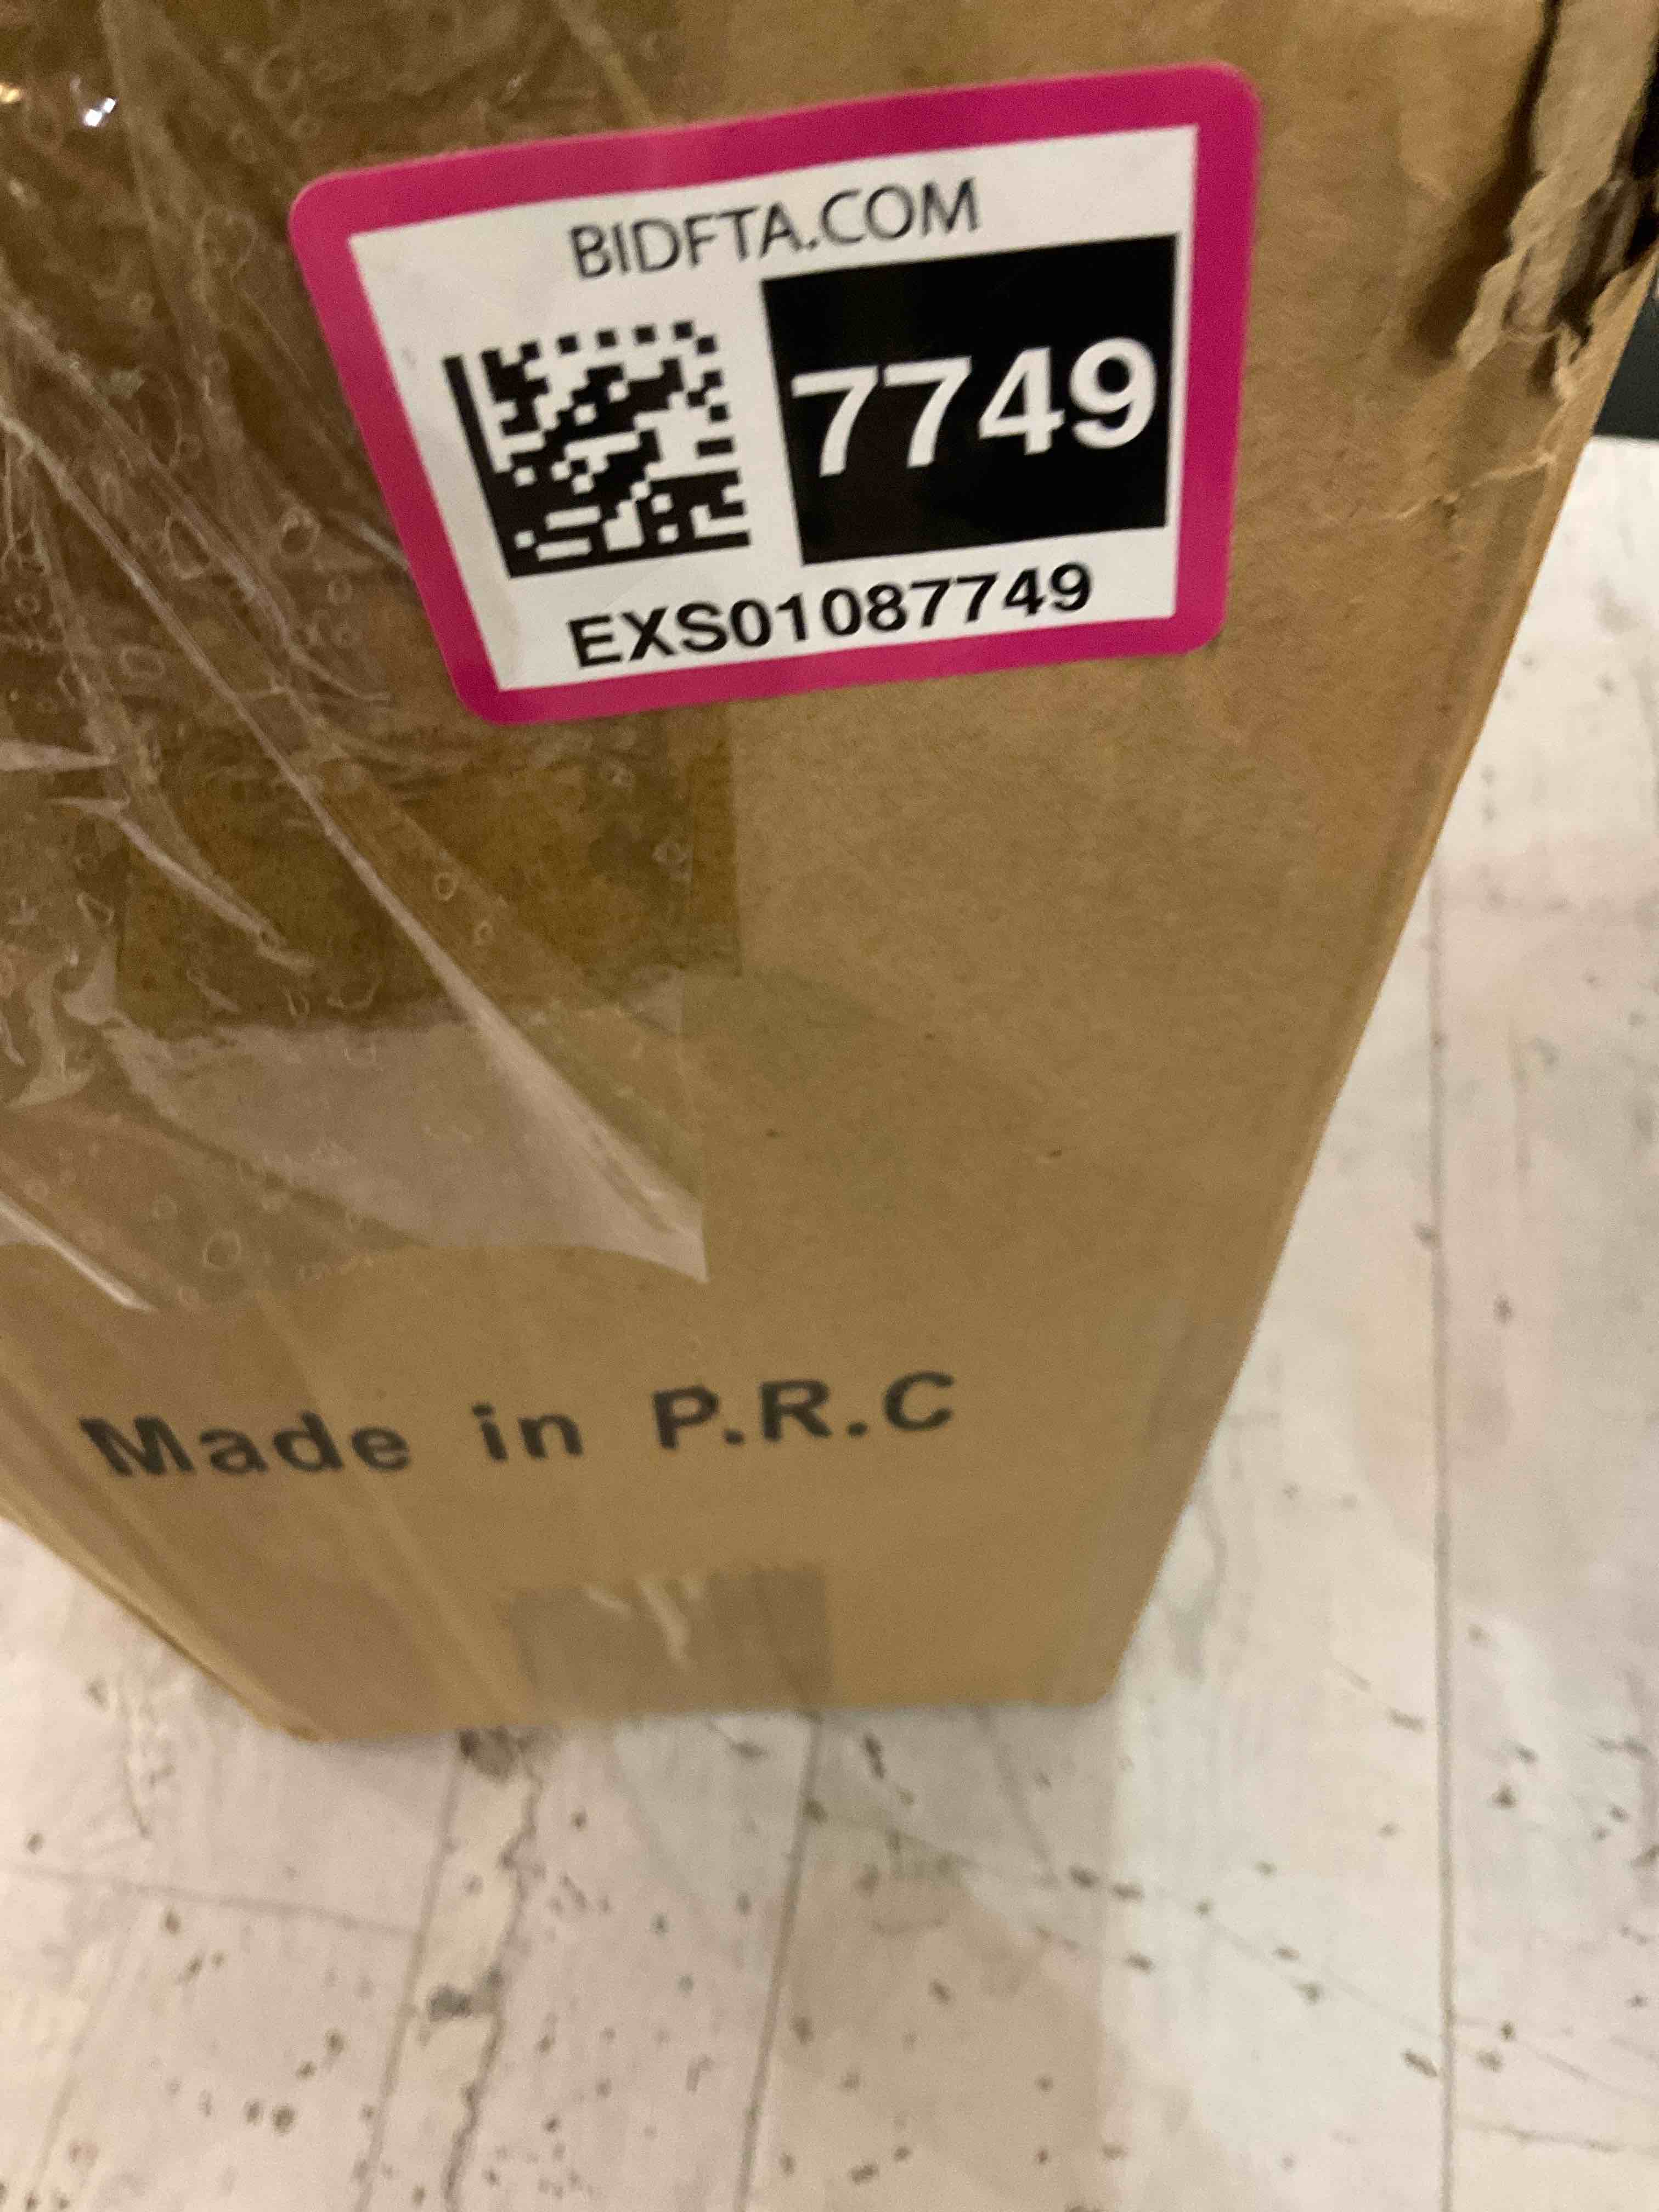 BIDFTA.COM
7749
EXS01087749
Made in P.R.C